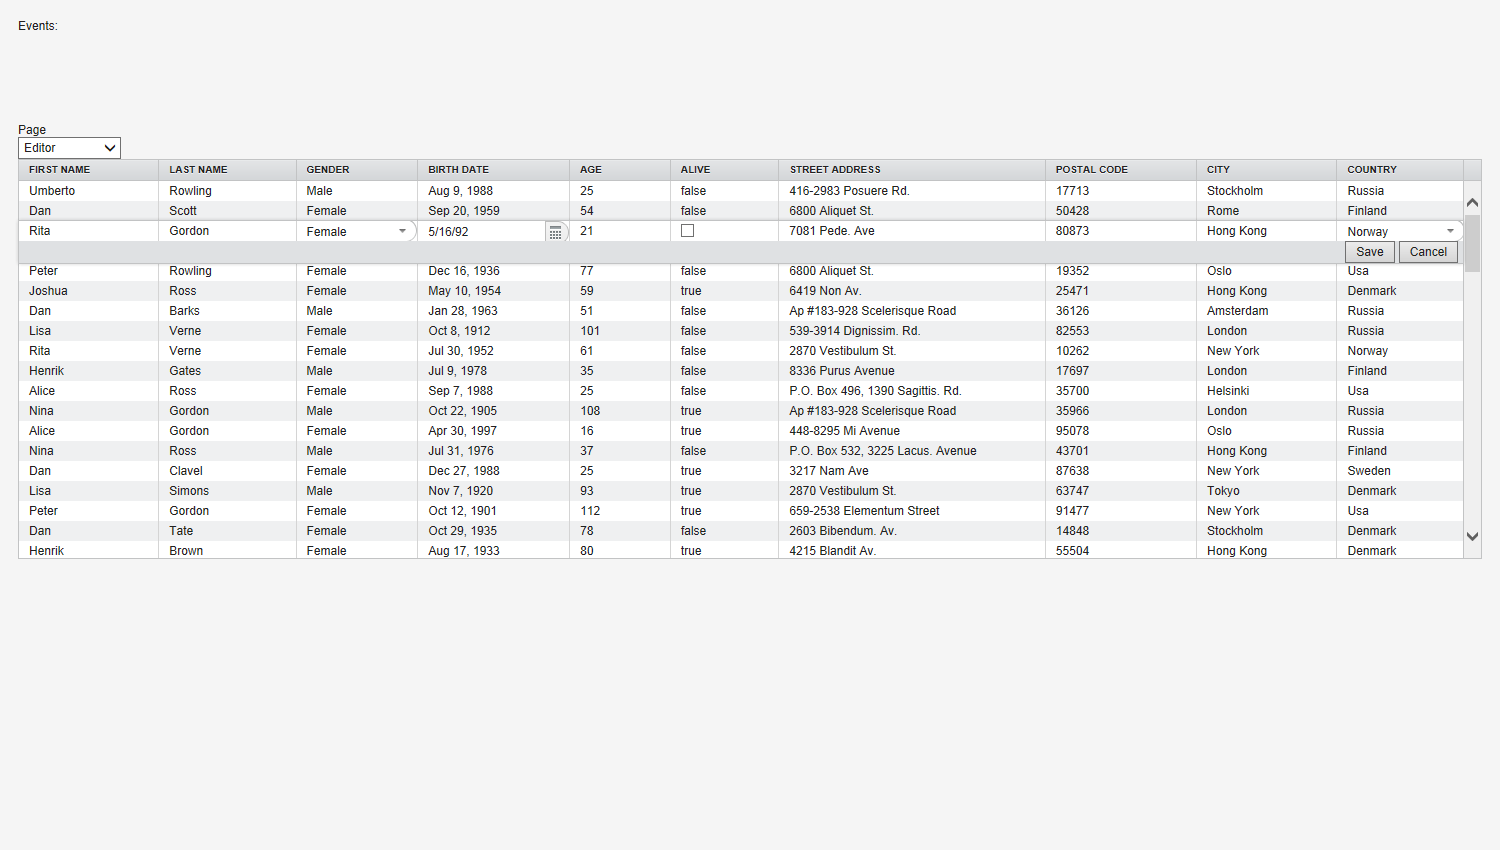 Events:
Page
Editor
FIRST NAME LAST NAME GENDER BIRTH DATE AGE ALIVE STREET ADDRESS POSTAL CODE CITY COUNTRY
Umberto Rowling Male Aug 9, 1988 25 false 416-2983 Posuere Rd. 17713 Stockholm Russia
Dan Scott Female Sep 20, 1959 54 false 6800 Aliquet St. 50428 Rome Finland
Rita Gordon Female 5/16/92 21 7081 Pede. Ave 80873 Hong Kong Norway
Save Cancel
Peter Rowling Female Dec 16, 1936 77 false 6800 Aliquet St. 19352 Oslo Usa
Joshua Ross Female May 10, 1954 59 true 6419 Non Av. 25471 Hong Kong Denmark
Dan Barks Male Jan 28, 1963 51 false Ap #183-928 Scelerisque Road 36126 Amsterdam Russia
Lisa Verne Female Oct 8, 1912 101 false 539-3914 Dignissim. Rd. 82553 London Russia
Rita Verne Female Jul 30, 1952 61 false 2870 Vestibulum St. 10262 New York Norway
Henrik Gates Male Jul 9, 1978 35 false 8336 Purus Avenue 17697 London Finland
Alice Ross Female Sep 7, 1988 25 false P.O. Box 496, 1390 Sagittis. Rd. 35700 Helsinki Usa
Nina Gordon Male Oct 22, 1905 108 true Ap #183-928 Scelerisque Road 35966 London Russia
Alice Gordon Female Apr 30, 1997 16 true 448-8295 Mi Avenue 95078 Oslo Russia
Nina Ross Male Jul 31, 1976 37 false P.O. Box 532, 3225 Lacus. Avenue 43701 Hong Kong Finland
Dan Clavel Female Dec 27, 1988 25 true 3217 Nam Ave 87638 New York Sweden
Lisa Simons Male Nov 7, 1920 93 true 2870 Vestibulum St. 63747 Tokyo Denmark
Peter Gordon Female Oct 12, 1901 112 true 659-2538 Elementum Street 91477 New York Usa
Dan Tate Female Oct 29, 1935 78 false 2603 Bibendum. Av. 14848 Stockholm Denmark
Henrik Brown Female Aug 17, 1933 80 true 4215 Blandit Av. 55504 Hong Kong Denmark